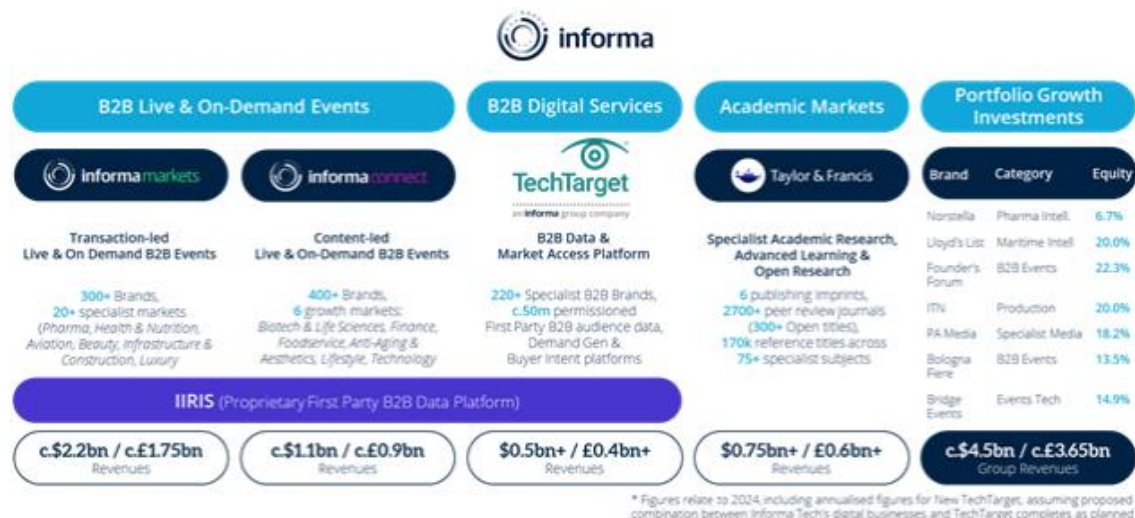 informa
B2B Live & On-Demand Events
B2B Digital Services
Academic Markets
Portfolio Growth
Investments
informa markets
informa connect
TechTarget
an informa group company
Taylor & Francis
Brand Category Equity
Transaction-led
Live & On Demand B2B Events
Content-led
Live & On-Demand B2B Events
B2B Data &
Market Access Platform
Specialist Academic Research,
Advanced Learning &
Open Research
300+ Brands,
20+ specialist markets
(Pharma, Health & Nutrition,
Aviation, Beauty, Infrastructure &
Construction, Luxury
400+ Brands,
6 growth markets:
Biotech & Life Sciences, Finance,
Foodservice, Anti-Aging &
Aesthetics, Lifestyle, Technology
220+ Specialist B2B Brands,
c.50m permissioned
First Party B2B audience data,
Demand Gen &
Buyer Intent platforms
6 publishing imprints,
2700+ peer review journals
(300+ Open titles),
170k reference titles across
75+ specialist subjects
Norstella Pharma Intell. 6.7%
Lloyd's List Maritime Intell 20.0%
Founder's B2B Events 22.3%
Forum
ITN Production 20.0%
PA Media Specialist Media 18.2%
Bologna B2B Events 13.5%
Fiere
Bridge Events Tech 14.9%
Events
IIRIS (Proprietary First Party B2B Data Platform)
c.$2.2bn / c.£1.75bn
Revenues
c.$1.1bn / c.£0.9bn
Revenues
$0.5bn+ / £0.4bn+
Revenues
$0.75bn+ / £0.6bn+
Revenues
c.$4.5bn / c.£3.65bn
Group Revenues
* Figures relate to 2024, including annualised figures for New TechTarget, assuming proposed
combination between Informa Tech's digital businesses and TechTarget completes as planned